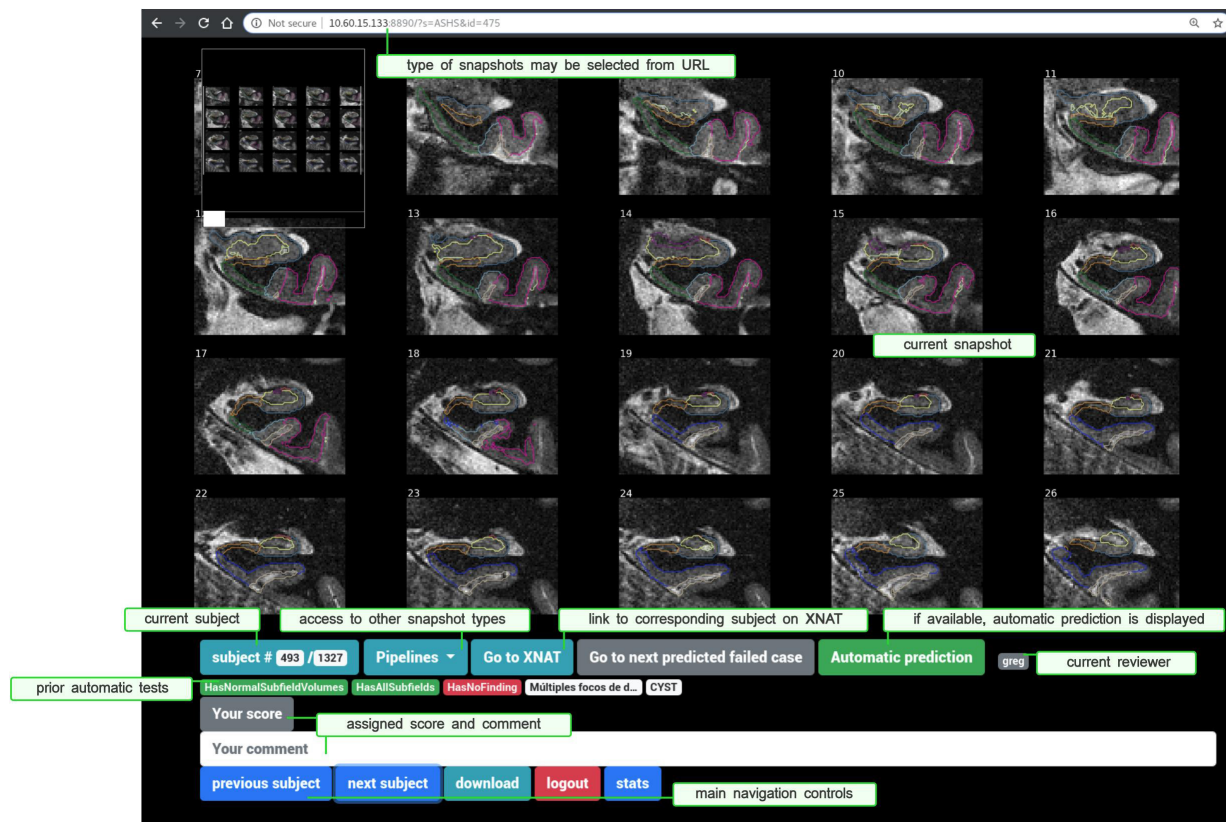 Not secure | 10.60.15.133:8890/?s=ASHS&id=475
type of snapshots may be selected from URL
7 10 11
12 13 14 15 16
current snapshot
17 18 19 20 21
22 23 24 25 26
current subject access to other snapshot types link to corresponding subject on XNAT if available, automatic prediction is displayed
subject # 493 / 1327 Pipelines Go to XNAT Go to next predicted failed case Automatic prediction greg current reviewer
prior automatic tests HasNormalSubfieldVolumes HasAllSubfields HasNoFinding Múltiples focos de d... CYST
Your score
assigned score and comment
Your comment
previous subject next subject download logout stats
main navigation controls